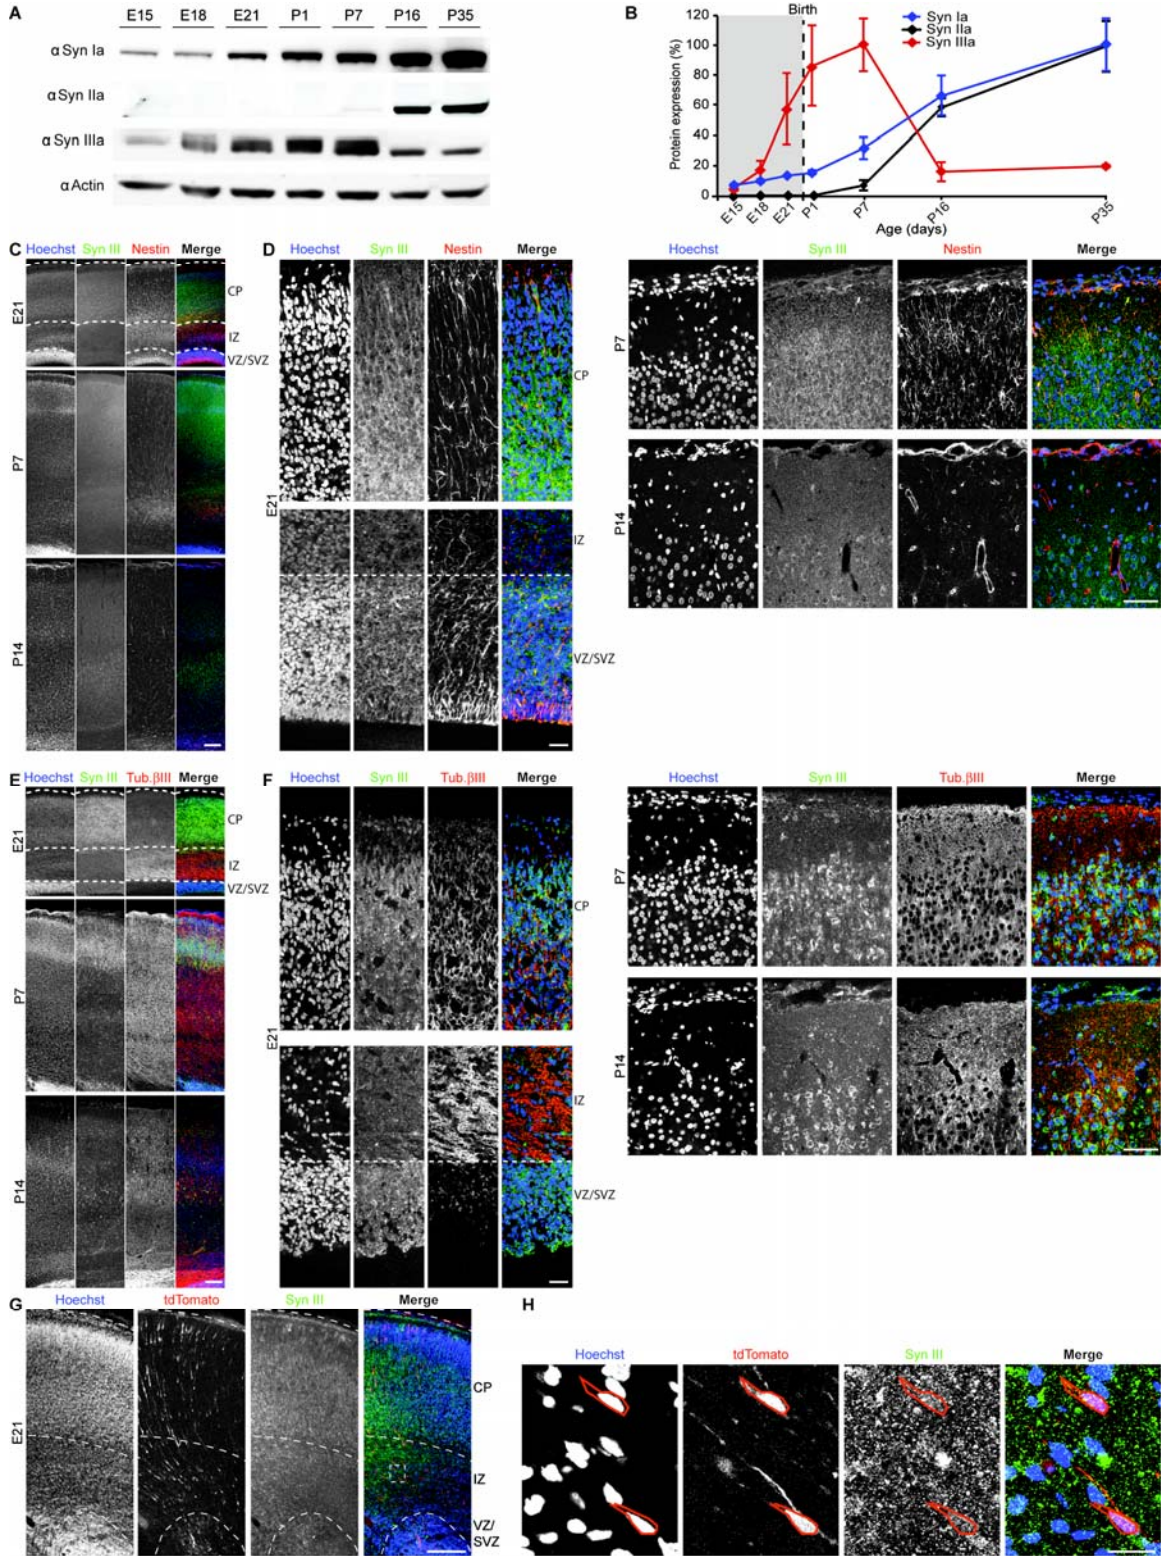 A
E15 E18 E21 P1 P7 P16 P35
α Syn Ia
α Syn IIa
α Syn IIIa
α Actin
B
Birth
Syn Ia
Syn IIa
Syn IIIa
Protein expression (%)
120
100
80
60
40
20
0
E15 E18 E21 P1 P7 P16 P35
Age (days)
C
Hoechst Syn III Nestin Merge
E21
CP
IZ
VZ/SVZ
P7
P14
D
Hoechst Syn III Nestin Merge
E21
CP
IZ
VZ/SVZ
Hoechst Syn III Nestin Merge
P7
P14
E
Hoechst Syn III Tub.βIII Merge
E21
CP
IZ
VZ/SVZ
P7
P14
F
Hoechst Syn III Tub.βIII Merge
E21
CP
IZ
VZ/SVZ
Hoechst Syn III Tub.βIII Merge
P7
P14
G
Hoechst tdTomato Syn III Merge
E21
CP
IZ
VZ/
SVZ
H
Hoechst tdTomato Syn III Merge